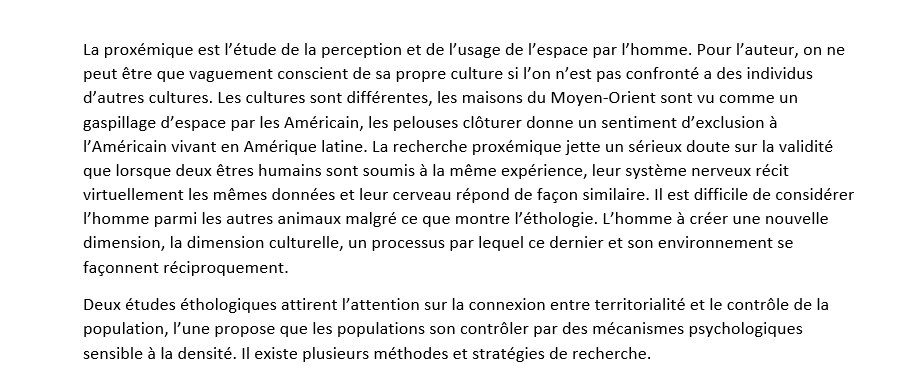 La proxémique est l’étude de la perception et de l’usage de l’espace par l’homme. Pour l’auteur, on ne
peut être que vaguement conscient de sa propre culture si l’on n’est pas confronté a des individus
d’autres cultures. Les cultures sont différentes, les maisons du Moyen-Orient sont vu comme un
gaspillage d’espace par les Américain, les pelouses clôturer donne un sentiment d’exclusion à
l’Américain vivant en Amérique latine. La recherche proxémique jette un sérieux doute sur la validité
que lorsque deux êtres humains sont soumis à la même expérience, leur système nerveux récit
virtuellement les mêmes données et leur cerveau répond de façon similaire. Il est difficile de considérer
l’homme parmi les autres animaux malgré ce que montre l’éthologie. L’homme à créer une nouvelle
dimension, la dimension culturelle, un processus par lequel ce dernier et son environnement se
façonnent réciproquement.
Deux études éthologiques attirent l’attention sur la connexion entre territorialité et le contrôle de la
population, l’une propose que les populations son contrôler par des mécanismes psychologiques
sensible à la densité. Il existe plusieurs méthodes et stratégies de recherche.